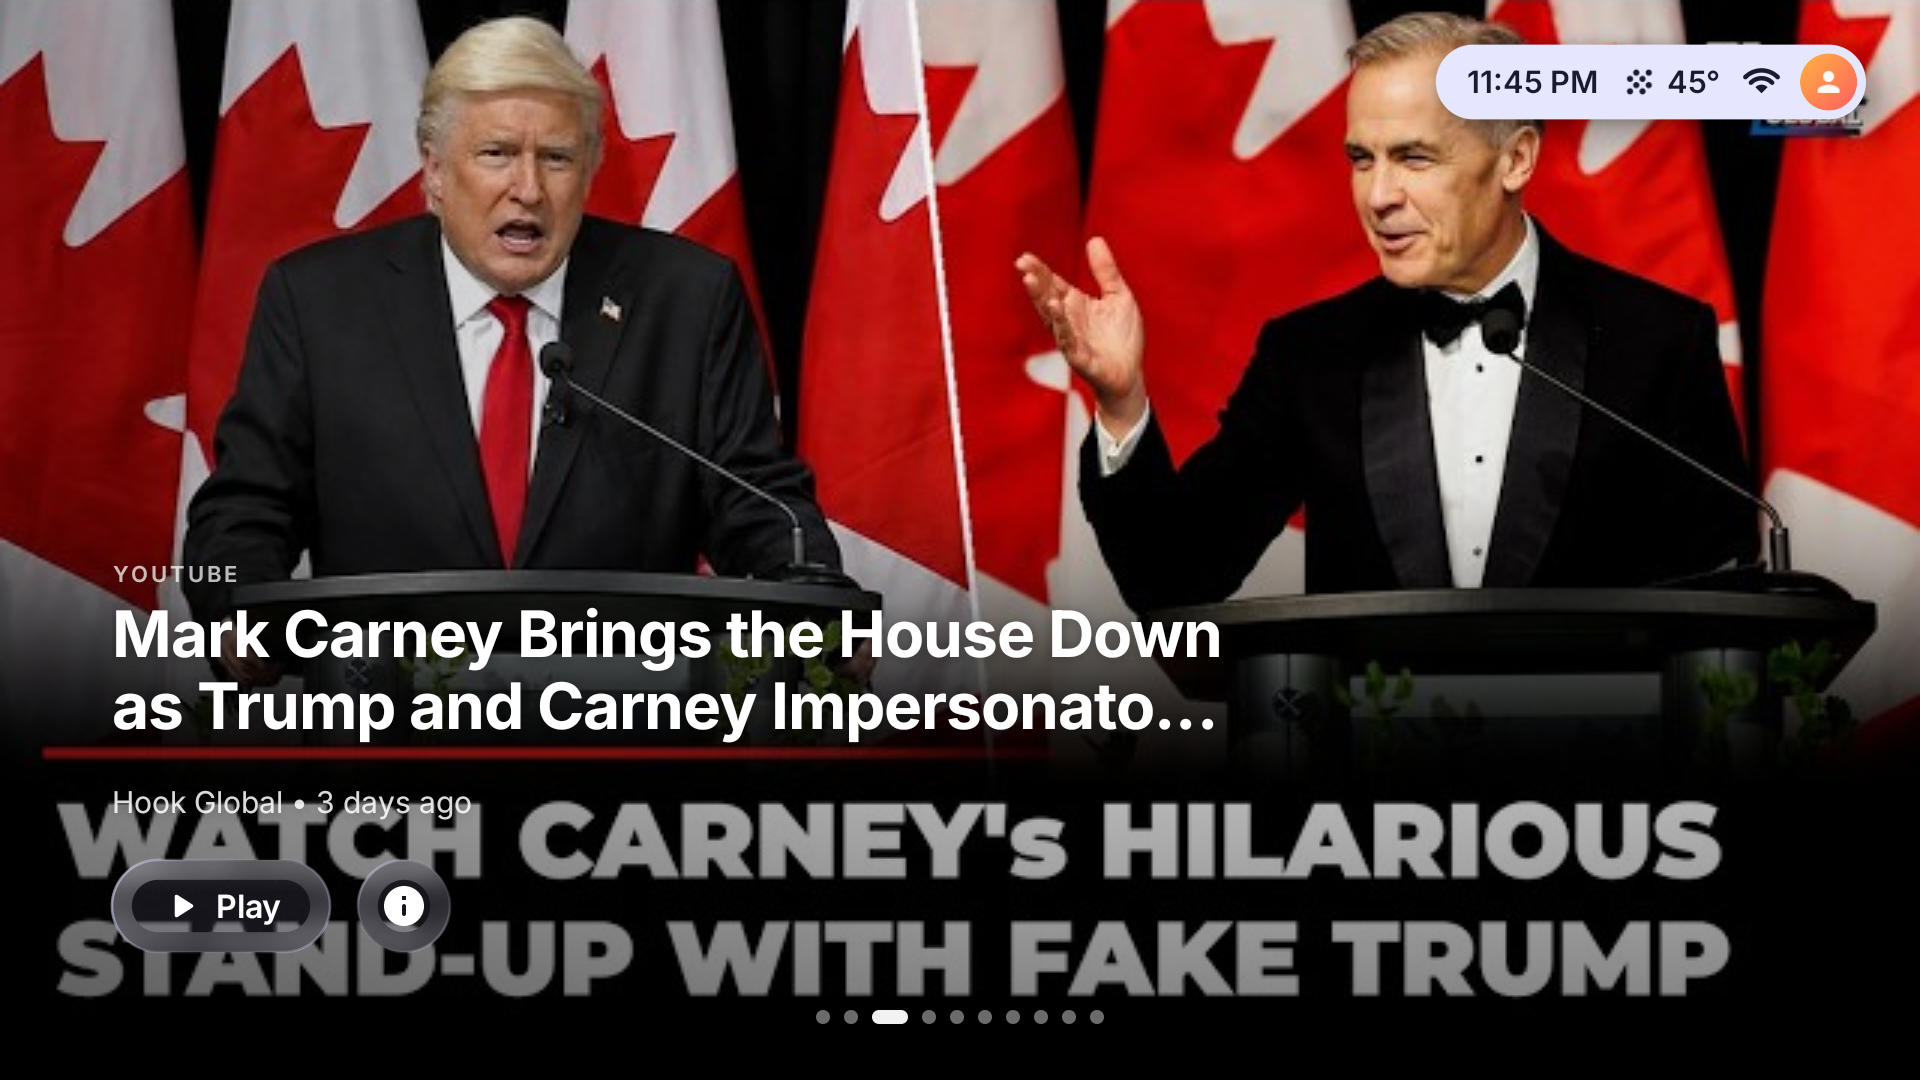 11:45 PM 45°
YOUTUBE
Mark Carney Brings the House Down
as Trump and Carney Impersonato...
Hook Global • 3 days ago
WATCH CARNEY's HILARIOUS
Play
STAND-UP WITH FAKE TRUMP